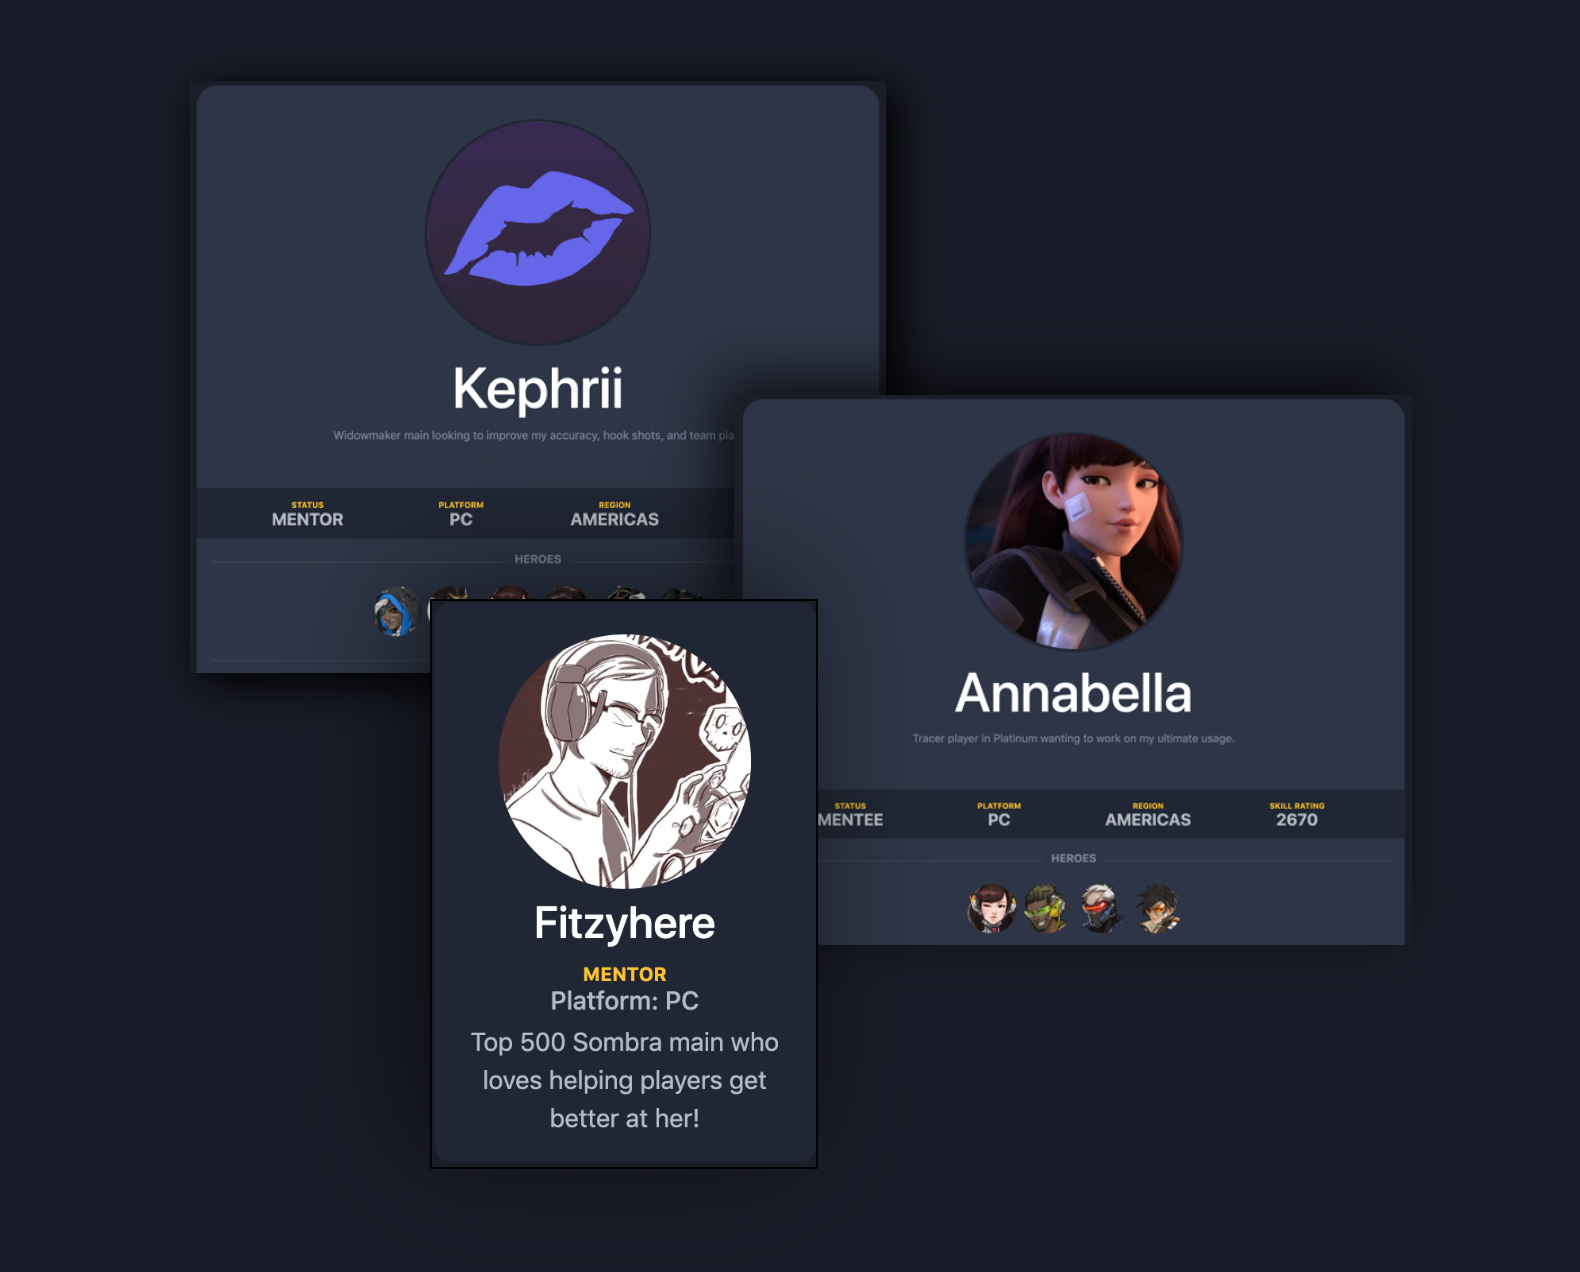 Kephrii
Widowmaker main looking to improve my accuracy, hook shots, and team
STATUS PLATFORM REGION
MENTOR PC AMERICAS
HEROES
Annabella
Tracer player in Platinum wanting to work on my ultimate usage.
STATUS PLATFORM REGION SKILL RATING
MENTEE PC AMERICAS 2670
HEROES
Fitzyhere
MENTOR
Platform: PC
Top 500 Sombra main who
loves helping players get
better at her!